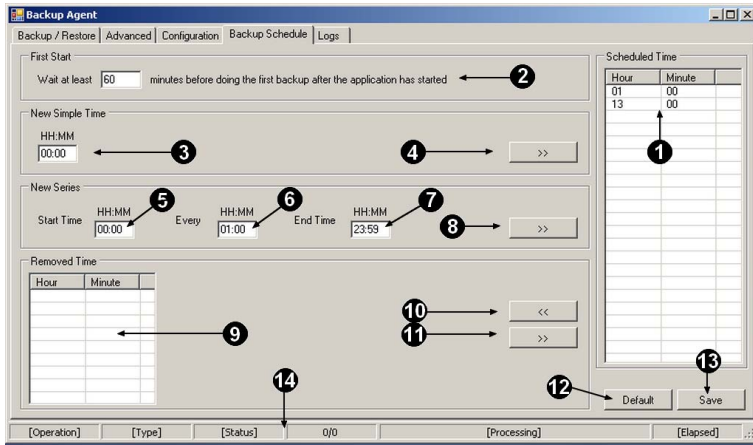 Backup Agent
Backup / Restore Advanced Configuration Backup Schedule Logs
First Start
Wait at least 60 minutes before doing the first backup after the application has started
2
New Simple Time
HH:MM
00:00
3
4
>>
New Series
Start Time HH:MM 00:00 Every HH:MM 01:00 End Time HH:MM 23:59
5
6
7
8
>>
Removed Time
Hour Minute
9
10
<<
11
>>
Scheduled Time
Hour Minute
01 00
13 00
1
12
13
Default Save
14
[Operation] [Type] [Status] 0/0 [Processing] [Elapsed]